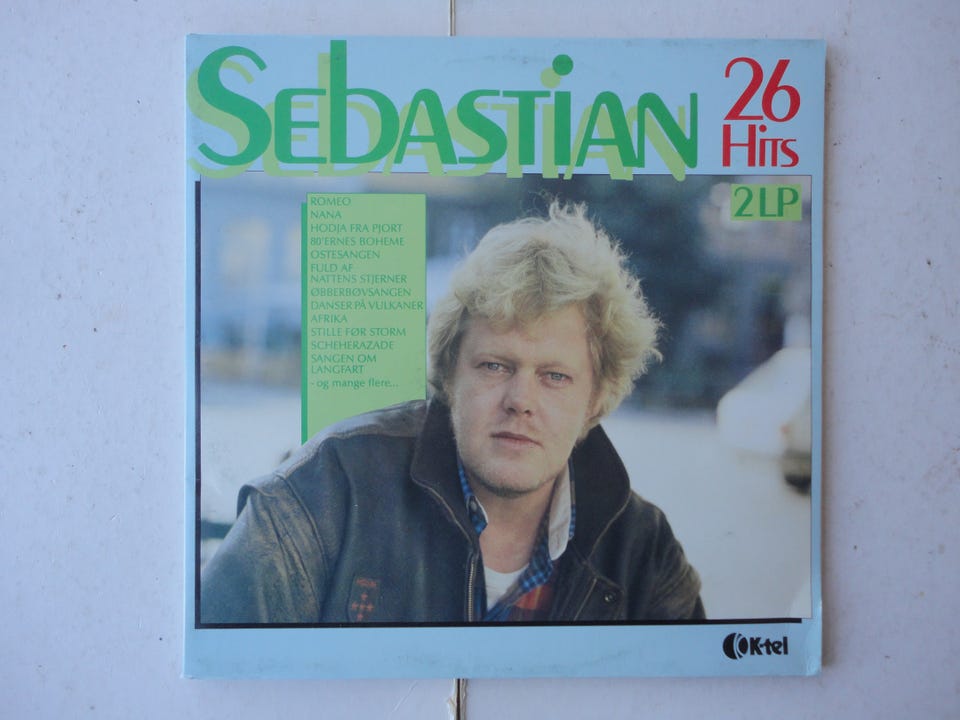 SEbASTiAN
26
HiTS
2 LP
ROMEO
NANA
HODJA FRA PJORT
80'ERNES BOHEME
OSTESANGEN
FULD AF
NATTENS STJERNER
ØBBERBØVSANGEN
DANSER PÅ VULKANER
AFRIKA
STILLE FØR STORM
SCHEHERAZADE
SANGEN OM
LANGFART
- og mange flere...
K-tel